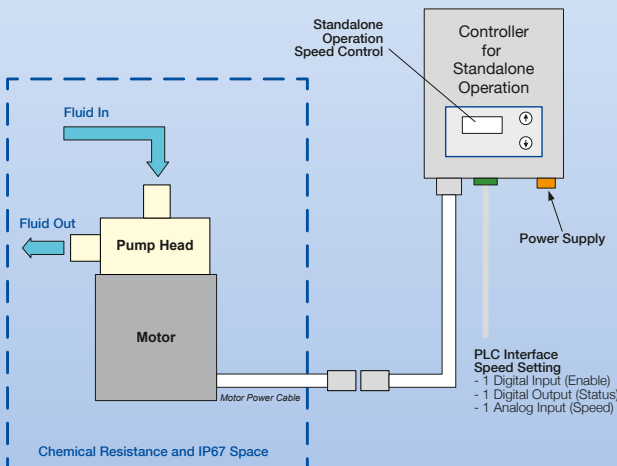 Standalone
Operation
Speed Control
Controller
for
Standalone
Operation
Fluid In
Fluid Out
Pump Head
Power Supply
Motor
PLC Interface
Speed Setting
- 1 Digital Input (Enable)
- 1 Digital Output (Status)
- 1 Analog Input (Speed)
Motor Power Cable
Chemical Resistance and IP67 Space